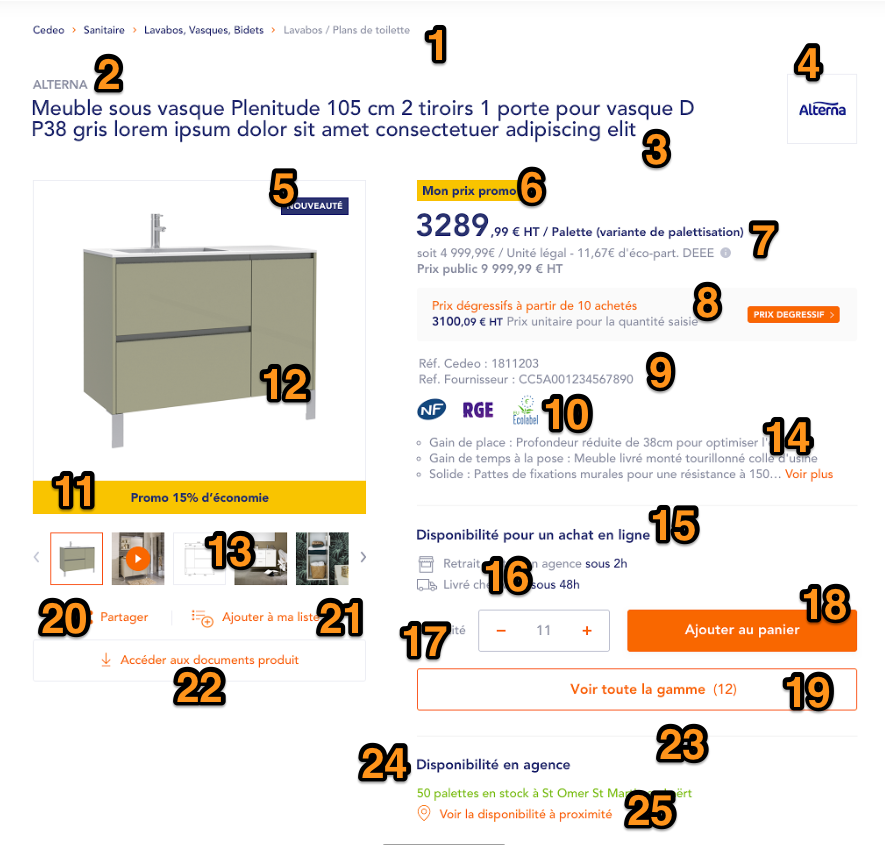 Cedeo > Sanitaire > Lavabos, Vasques, Bidets > Lavabos / Plans de toilette
1
2
4
ALTERNA
Alterna
Meuble sous vasque Plenitude 105 cm 2 tiroirs 1 porte pour vasque D
P38 gris lorem ipsum dolor sit amet consectetuer adipiscing elit
3
5
NOUVEAUTÉ
Mon prix promo
6
3289,99 € HT / Palette (variante de palettisation)
7
soit 4 999,99€ / Unité légal - 11,67€ d'éco-part. DEEE
Prix public 9 999,99 € HT
8
Prix dégressifs à partir de 10 achetés
3100,09 € HT Prix unitaire pour la quantité saisie
PRIX DEGRESSIF >
Réf. Cedeo : 1811203
Ref. Fournisseur : CC5A001234567890
9
12
NF
RGE
Ecolabel
10
14
Gain de place : Profondeur réduite de 38cm pour optimiser
Gain de temps à la pose : Meuble livré monté tourillonné collé d'usine
Solide : Pattes de fixations murales pour une résistance à 150... Voir plus
11
Promo 15% d'économie
13
Disponibilité pour un achat en ligne
15
Retrait agence sous 2h
Livré sous 48h
16
20
Partager
Ajouter à ma liste
21
17
11
− +
Ajouter au panier
18
Accéder aux documents produit
22
Voir toute la gamme (12)
19
23
24
Disponibilité en agence
50 palettes en stock à St Omer St
Voir la disponibilité à proximité
25